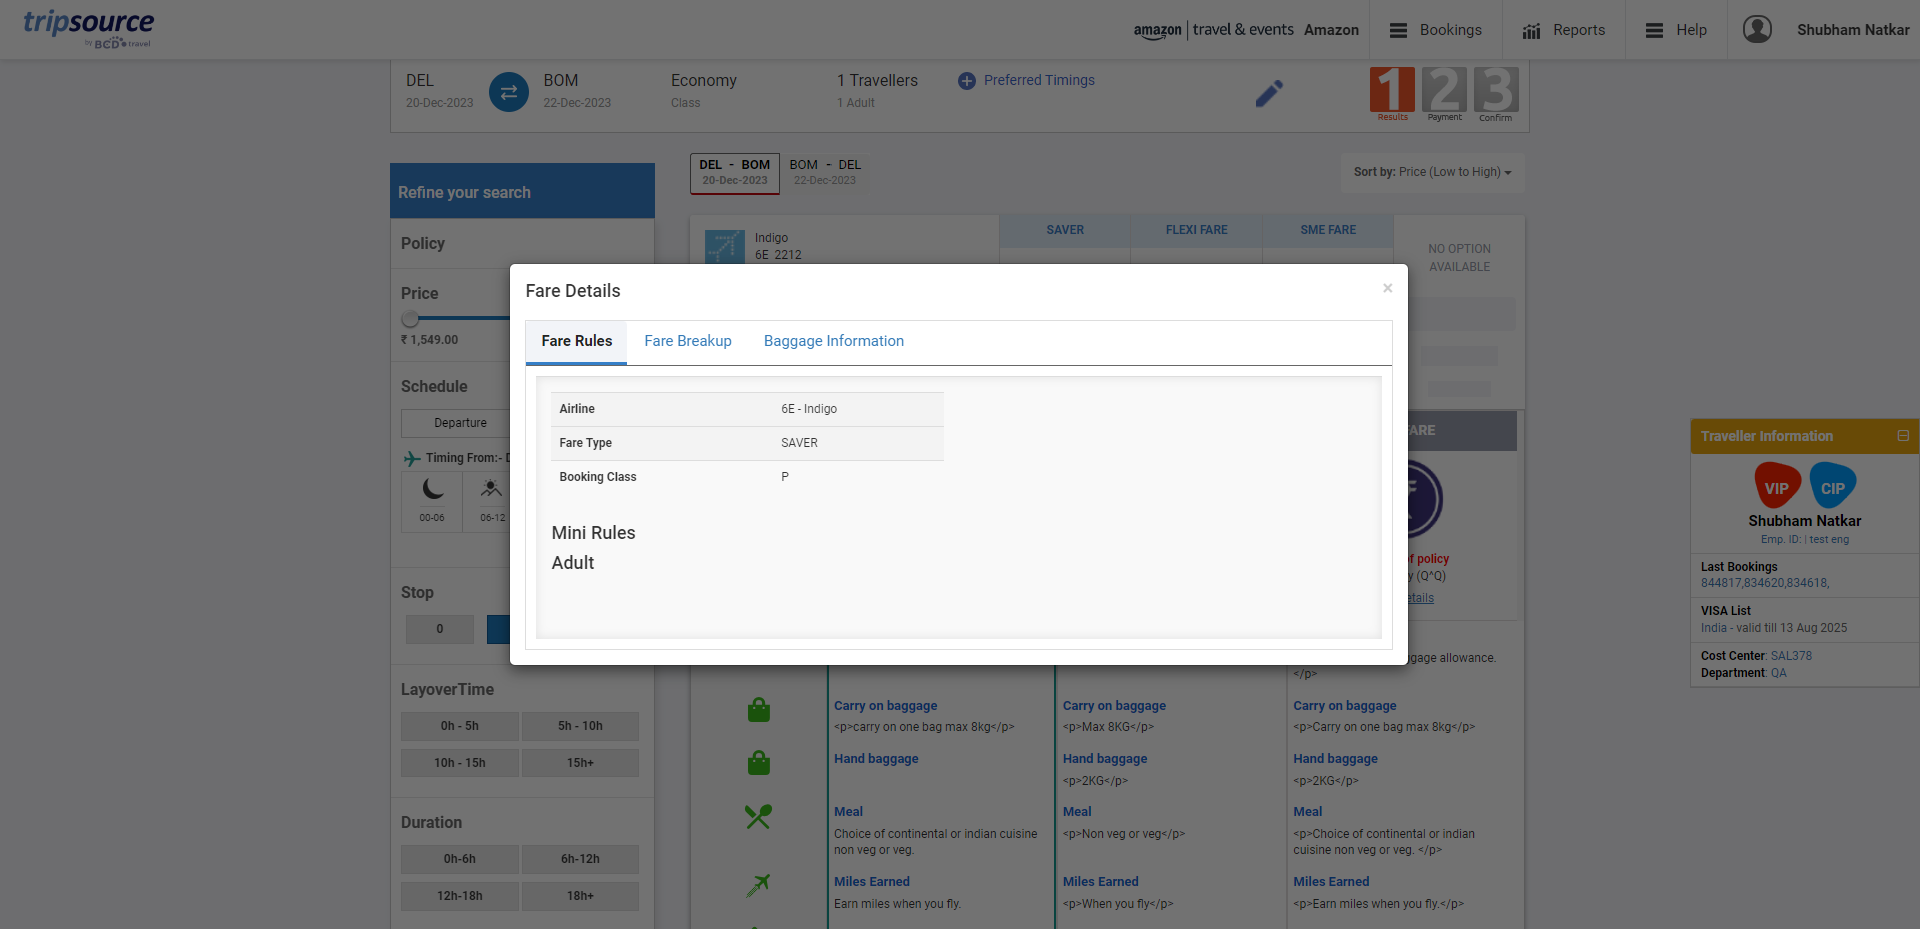 tripsource
by BCD travel
amazon | travel & events Amazon
Bookings
Reports
Help
Shubham Natkar
DEL
20-Dec-2023
BOM
22-Dec-2023
Economy
Class
1 Travellers
1 Adult
Preferred Timings
1 2 3
Results Payment Confirm
Refine your search
Policy
Price
₹ 1,549.00
Schedule
Departure
Timing From:- D
00-06
06-12
Stop
0
LayoverTime
0h - 5h
5h - 10h
10h - 15h
15h+
Duration
0h-6h
6h-12h
12h-18h
18h+
DEL - BOM
20-Dec-2023
BOM - DEL
22-Dec-2023
Sort by: Price (Low to High)
Indigo
6E 2212
SAVER
FLEXI FARE
SME FARE
NO OPTION
AVAILABLE
Fare Details
×
Fare Rules
Fare Breakup
Baggage Information
Airline 6E - Indigo
Fare Type SAVER
Booking Class P
Mini Rules
Adult
ARE
f policy
y (Q^Q)
etails
gage allowance.
</p>
Carry on baggage
<p>carry on one bag max 8kg</p>
Carry on baggage
<p>Max 8KG</p>
Carry on baggage
<p>Carry on one bag max 8kg</p>
Hand baggage
Hand baggage
<p>2KG</p>
Hand baggage
<p>2KG</p>
Meal
Choice of continental or indian cuisine
non veg or veg.
Meal
<p>Non veg or veg</p>
Meal
<p>Choice of continental or indian
cuisine non veg or veg. </p>
Miles Earned
Earn miles when you fly.
Miles Earned
<p>When you fly</p>
Miles Earned
<p>Earn miles when you fly.</p>
Traveller Information
VIP
CIP
Shubham Natkar
Emp. ID: | test eng
Last Bookings
844817,834620,834618,
VISA List
India - valid till 13 Aug 2025
Cost Center: SAL378
Department: QA